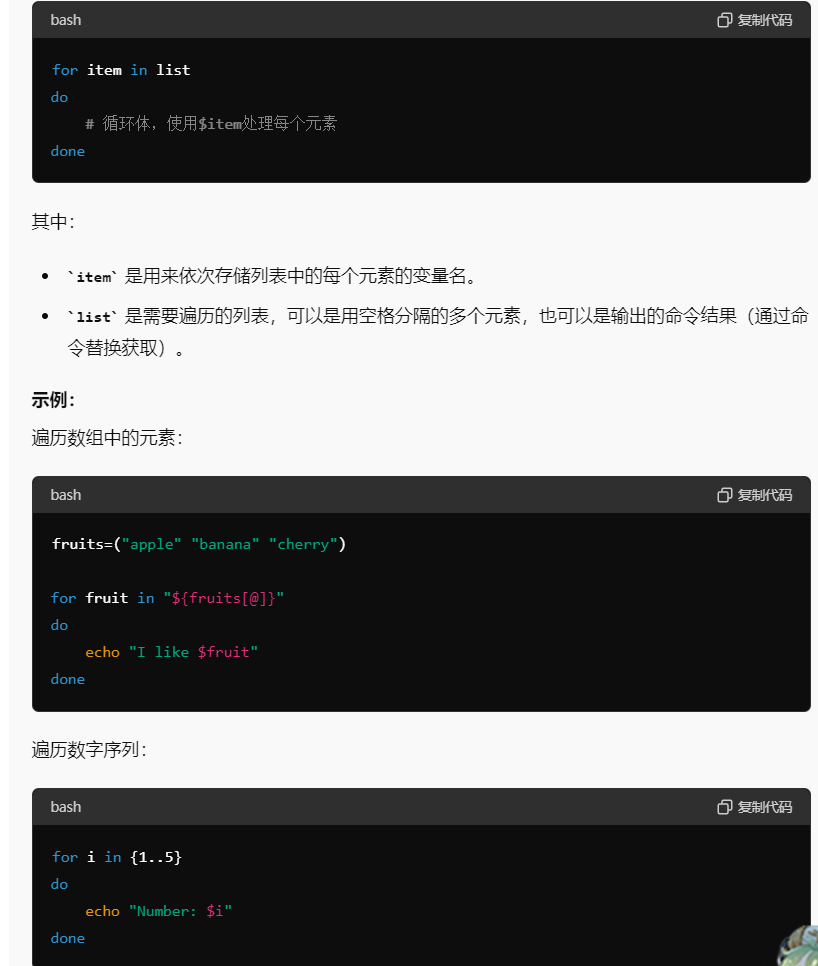 bash 复制代码
for item in list
do
    # 循环体，使用$item处理每个元素
done
其中：
• `item` 是用来依次存储列表中的每个元素的变量名。
• `list` 是需要遍历的列表，可以是用空格分隔的多个元素，也可以是输出的命令结果（通过命
令替换获取）。
示例：
遍历数组中的元素：
bash 复制代码
fruits=("apple" "banana" "cherry")
for fruit in "${fruits[@]}"
do
    echo "I like $fruit"
done
遍历数字序列：
bash 复制代码
for i in {1..5}
do
    echo "Number: $i"
done